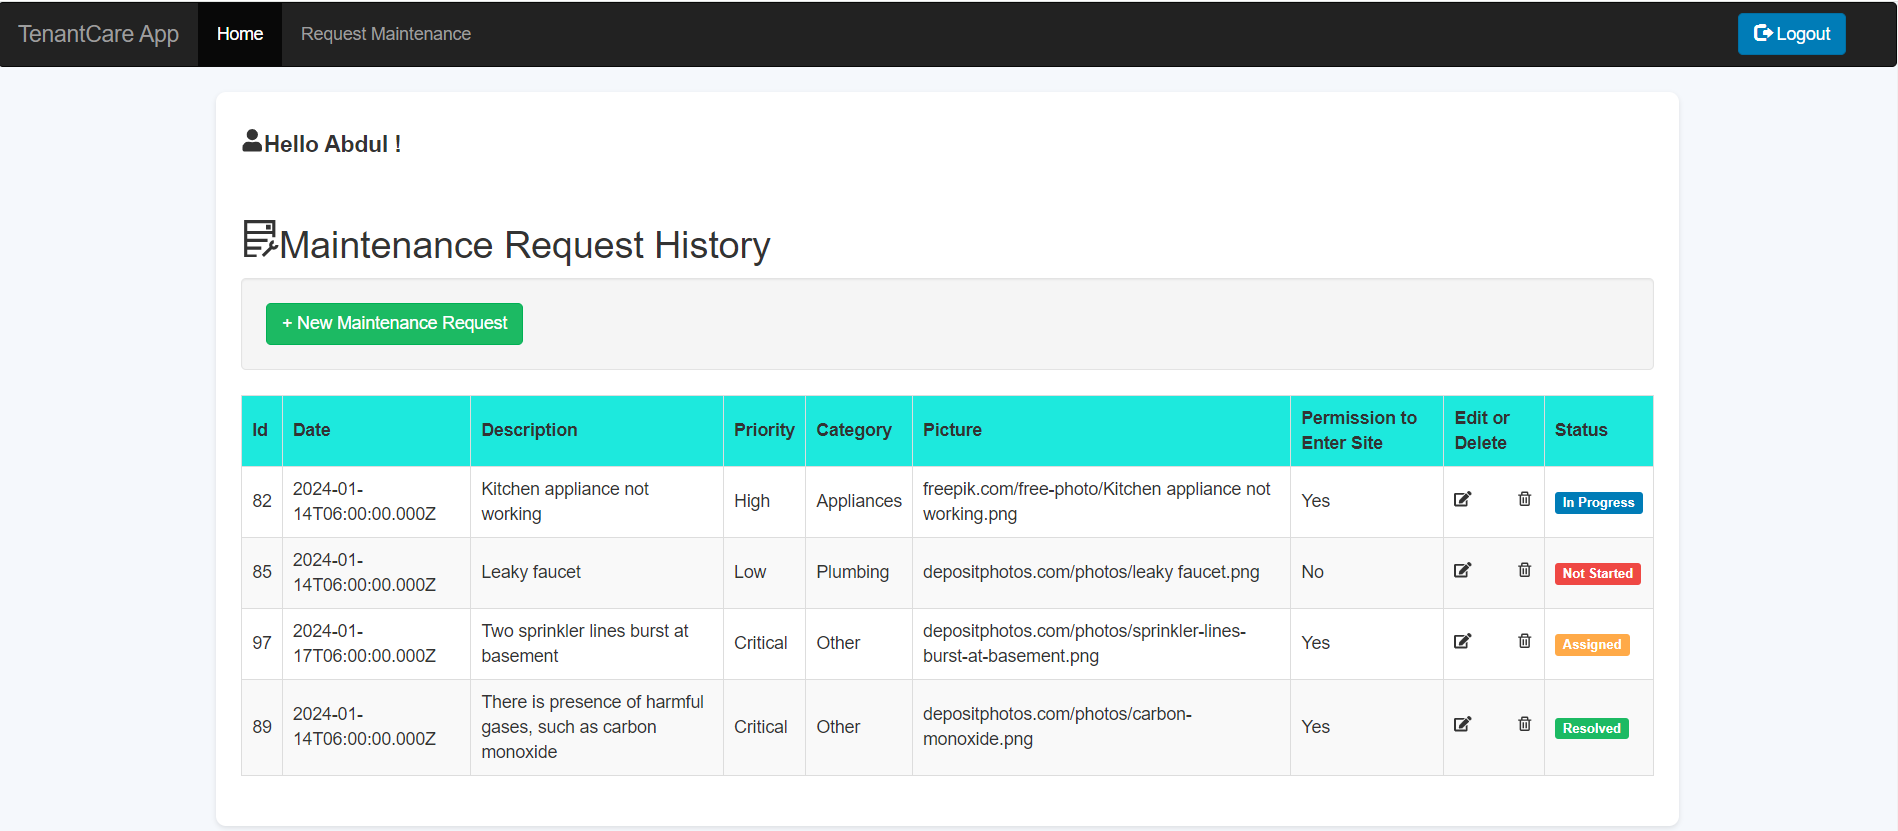 TenantCare App Home Request Maintenance Logout
Hello Abdul !
Maintenance Request History
+ New Maintenance Request
Id Date Description Priority Category Picture Permission to Enter Site Edit or Delete Status
82 2024-01-14T06:00:00.000Z Kitchen appliance not working High Appliances freepik.com/free-photo/Kitchen appliance not working.png Yes In Progress
85 2024-01-14T06:00:00.000Z Leaky faucet Low Plumbing depositphotos.com/photos/leaky faucet.png No Not Started
97 2024-01-17T06:00:00.000Z Two sprinkler lines burst at basement Critical Other depositphotos.com/photos/sprinkler-lines-burst-at-basement.png Yes Assigned
89 2024-01-14T06:00:00.000Z There is presence of harmful gases, such as carbon monoxide Critical Other depositphotos.com/photos/carbon-monoxide.png Yes Resolved